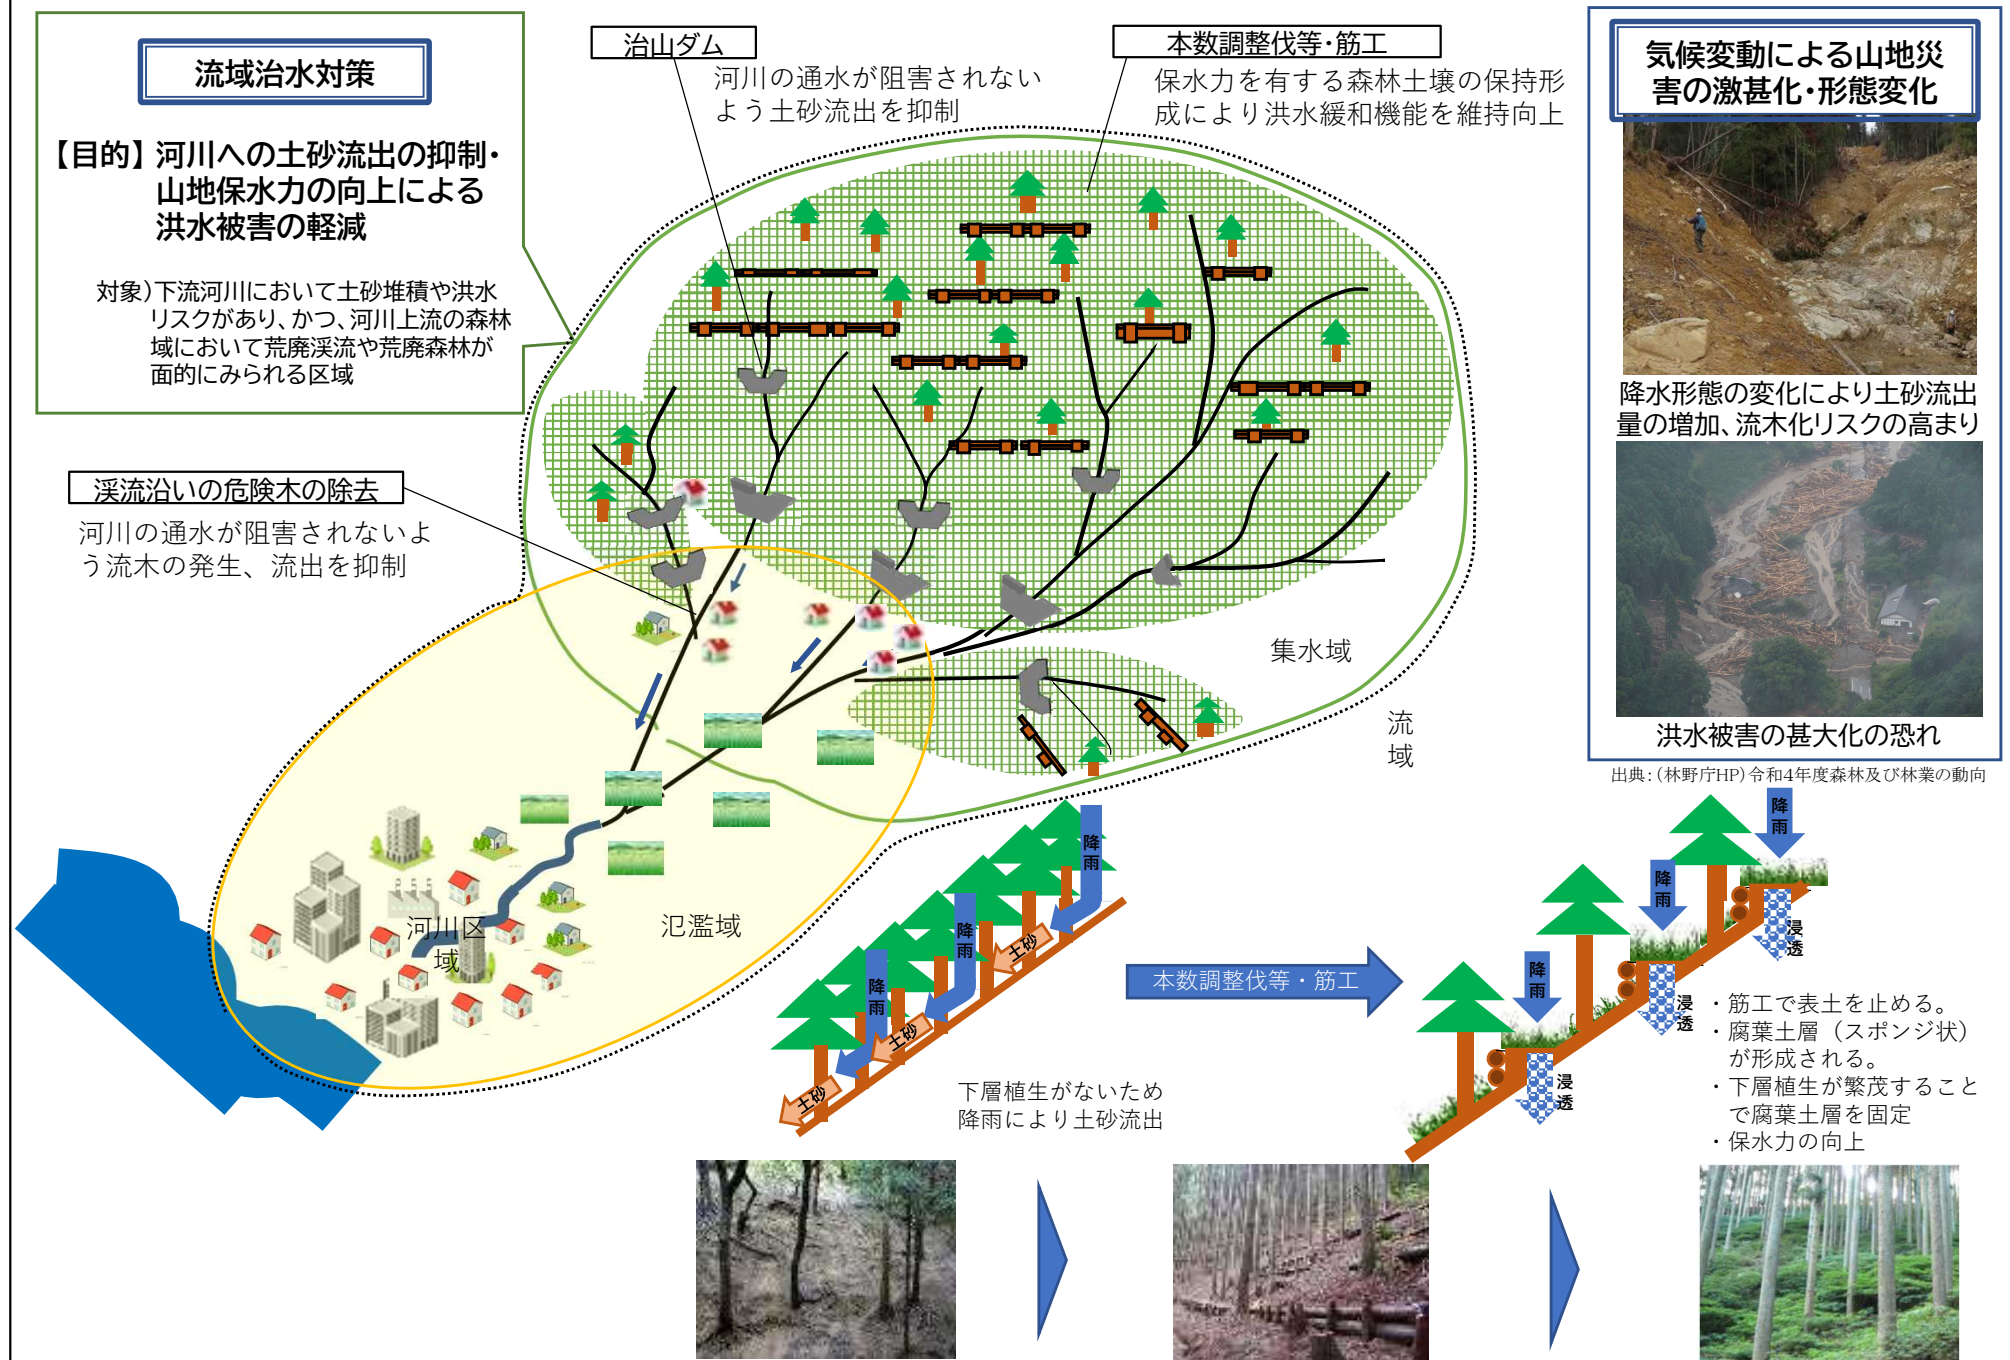 流域治水対策
【目的】河川への土砂流出の抑制・
山地保水力の向上による
洪水被害の軽減
対象)下流河川において土砂堆積や洪水
リスクがあり、かつ、河川上流の森林
域において荒廃渓流や荒廃森林が
面的にみられる区域
治山ダム
河川の通水が阻害されない
よう土砂流出を抑制
本数調整伐等・筋工
保水力を有する森林土壌の保持形
成により洪水緩和機能を維持向上
渓流沿いの危険木の除去
河川の通水が阻害されないよ
う流木の発生、流出を抑制
集水域
流
域
氾濫域
河川区
域
気候変動による山地災
害の激甚化・形態変化
降水形態の変化により土砂流出
量の増加、流木化リスクの高まり
洪水被害の甚大化の恐れ
出典:(林野庁HP)令和4年度森林及び林業の動向
降雨
降雨
降雨
土砂
土砂
土砂
下層植生がないため
降雨により土砂流出
本数調整伐等・筋工
降雨
降雨
降雨
浸透
浸透
浸透
・筋工で表土を止める。
・腐葉土層(スポンジ状)
が形成される。
・下層植生が繁茂すること
で腐葉土層を固定
・保水力の向上